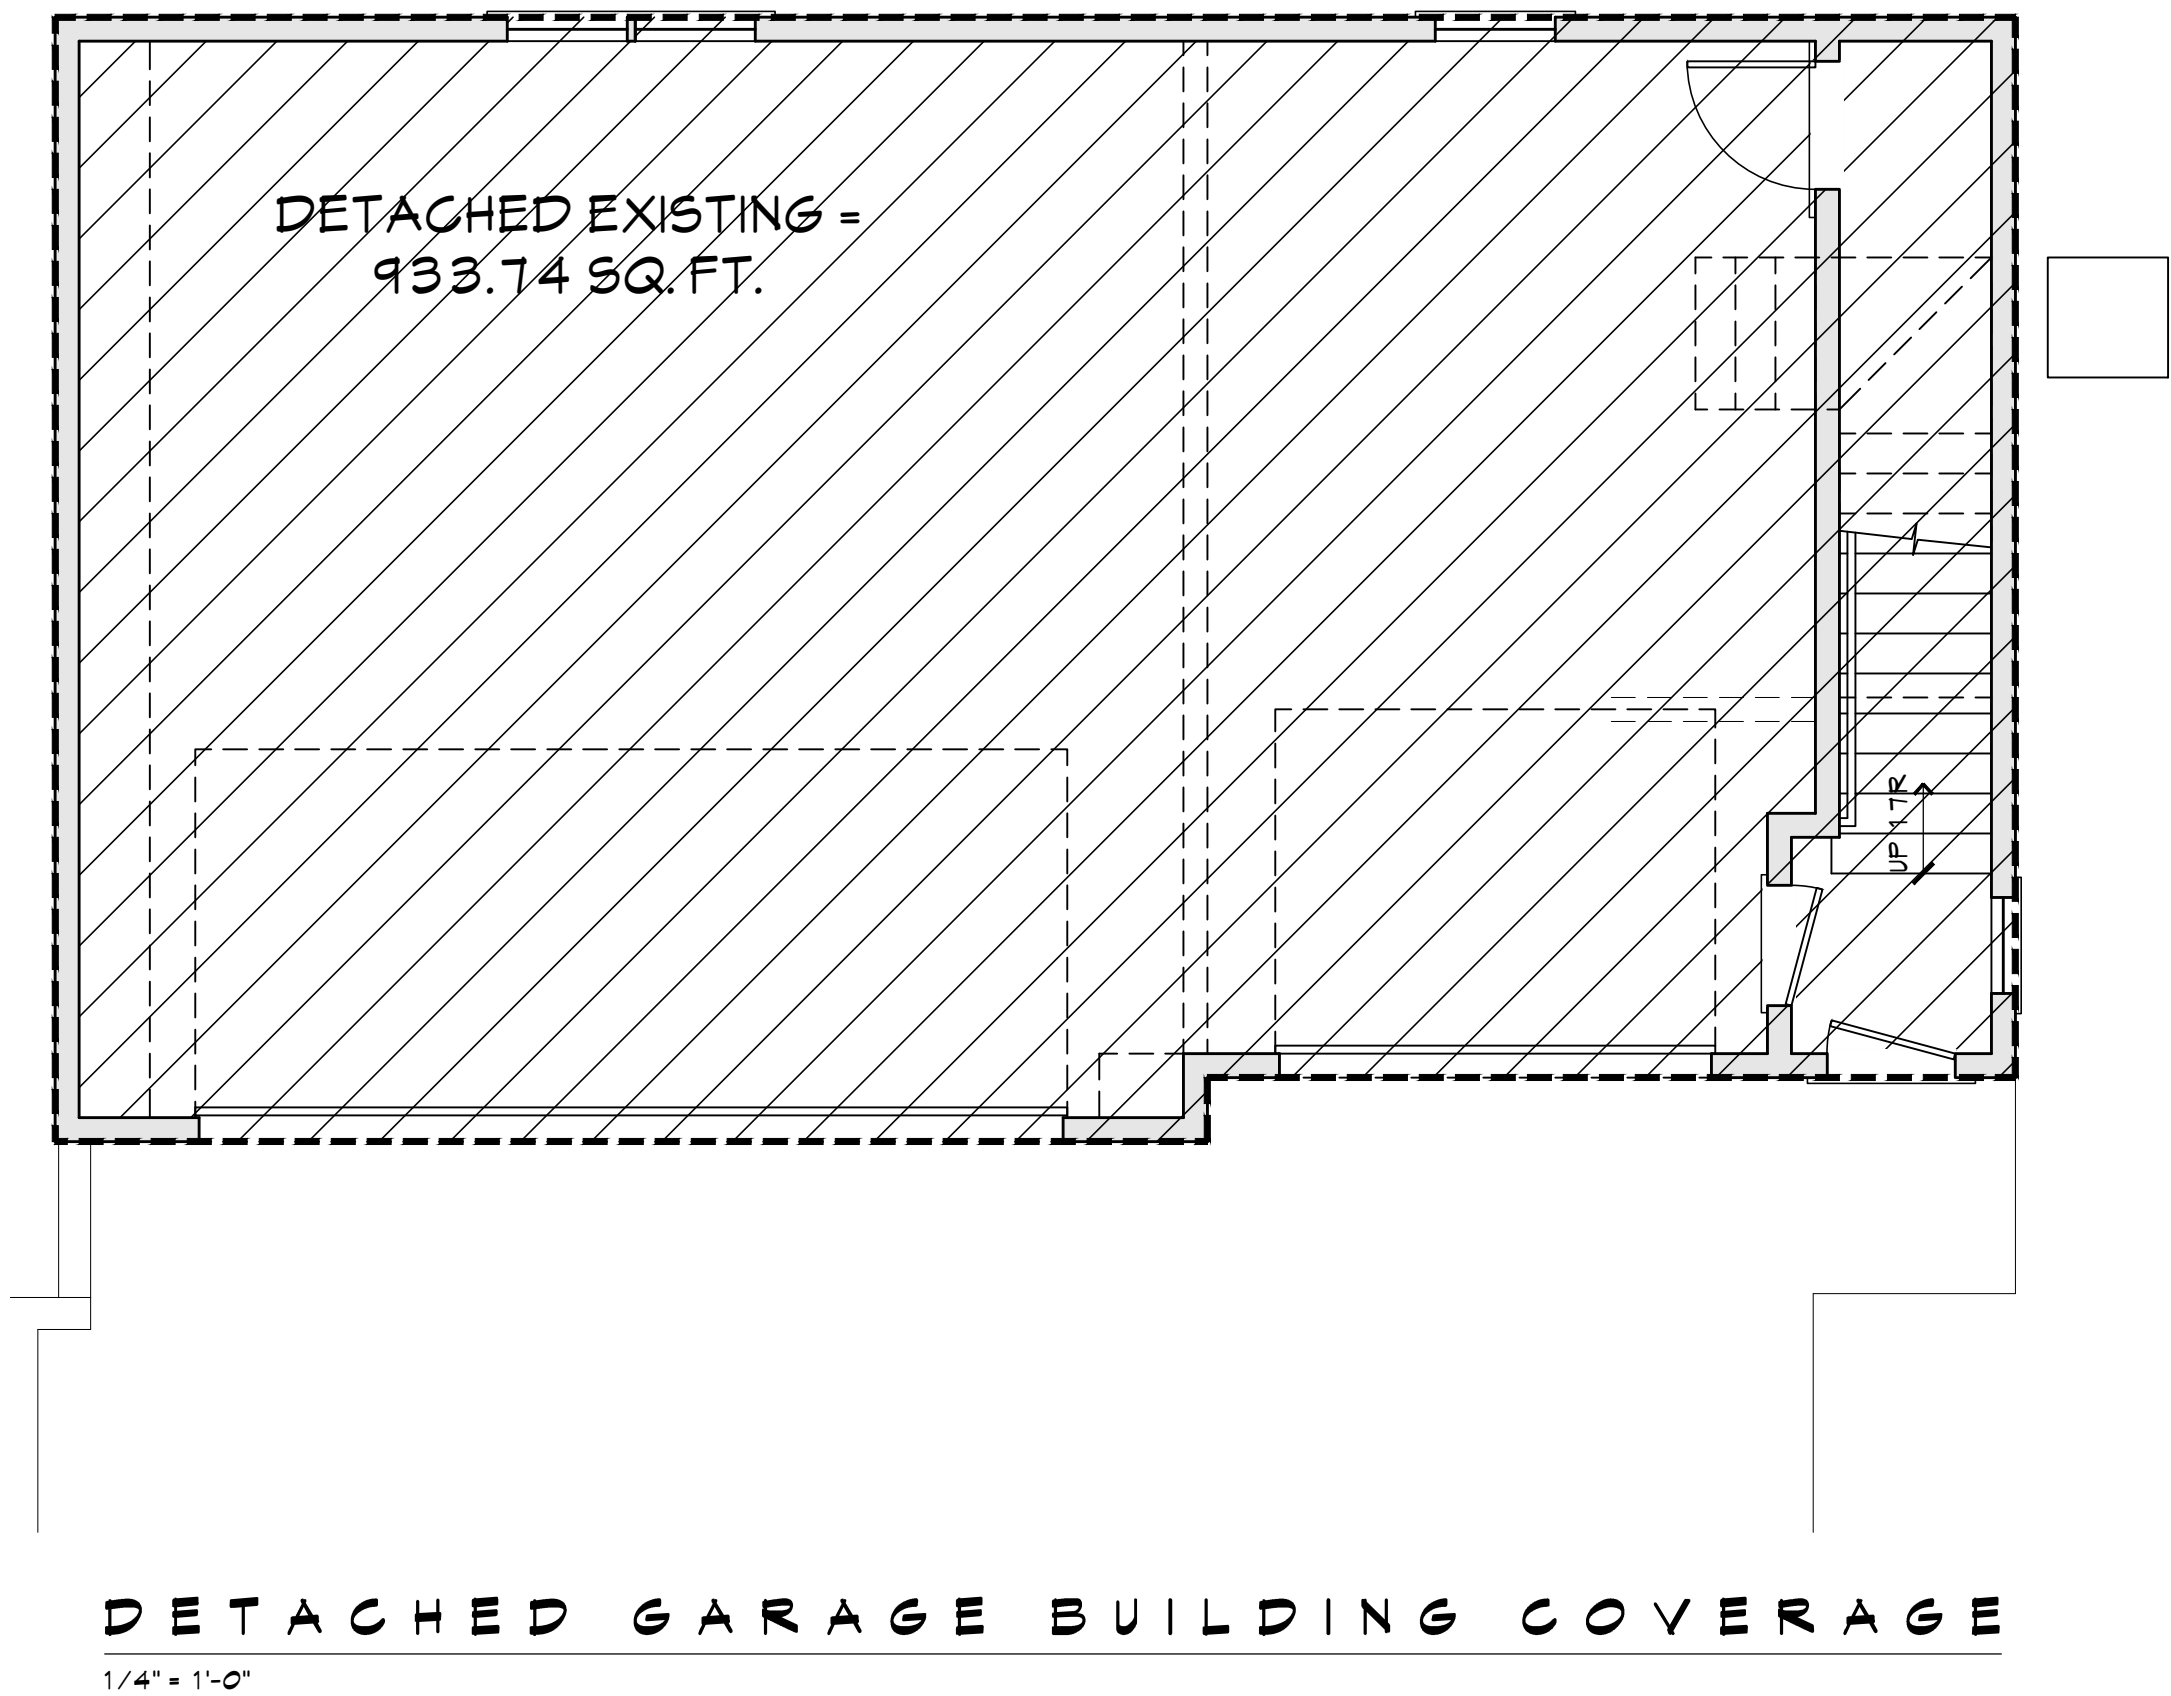 DETACHED EXISTING =
933.74 SQ. FT.
UP 17R
DETACHED GARAGE BUILDING COVERAGE
1/4" = 1'-0"